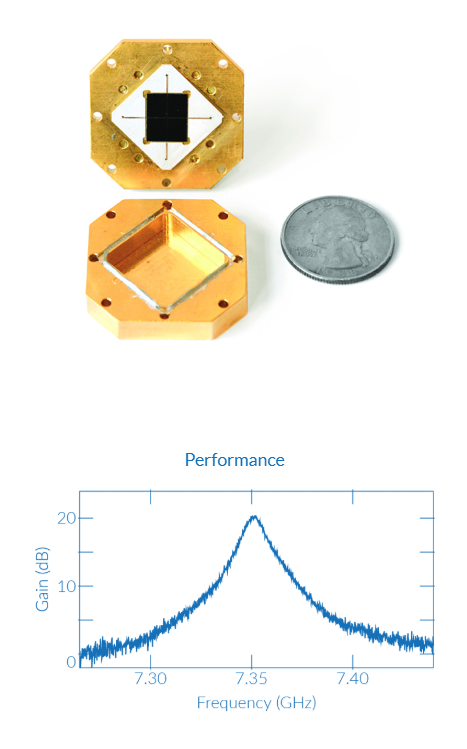 Performance
20
10
0
Gain (dB)
7.30 7.35 7.40
Frequency (GHz)